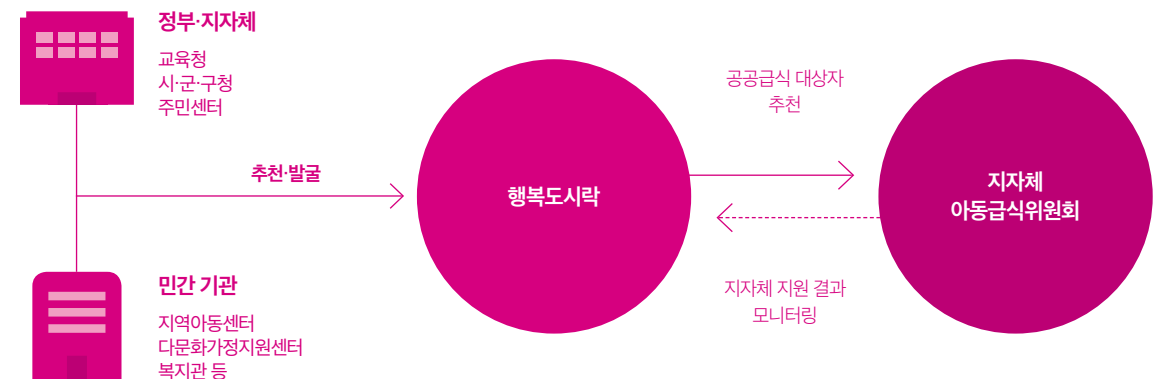 정부·지자체
교육청
시·군·구청
주민센터
추천·발굴
민간 기관
지역아동센터
다문화가정지원센터
복지관 등
행복도시락
공공급식 대상자
추천
지자체 지원 결과
모니터링
지자체
아동급식위원회